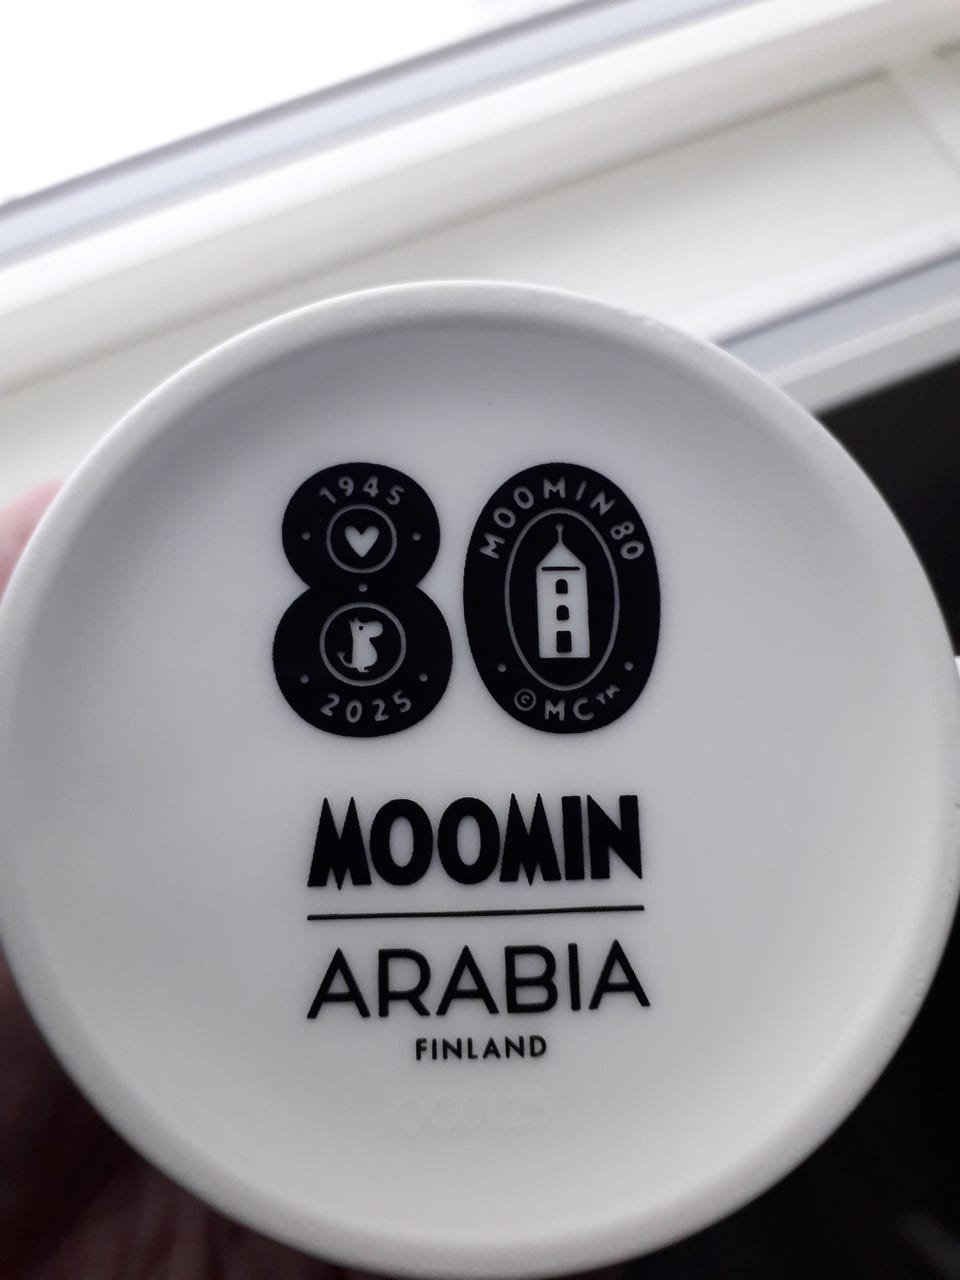 1945
2025
MOOMIN 80
© MC™
MOOMIN
ARABIA
FINLAND